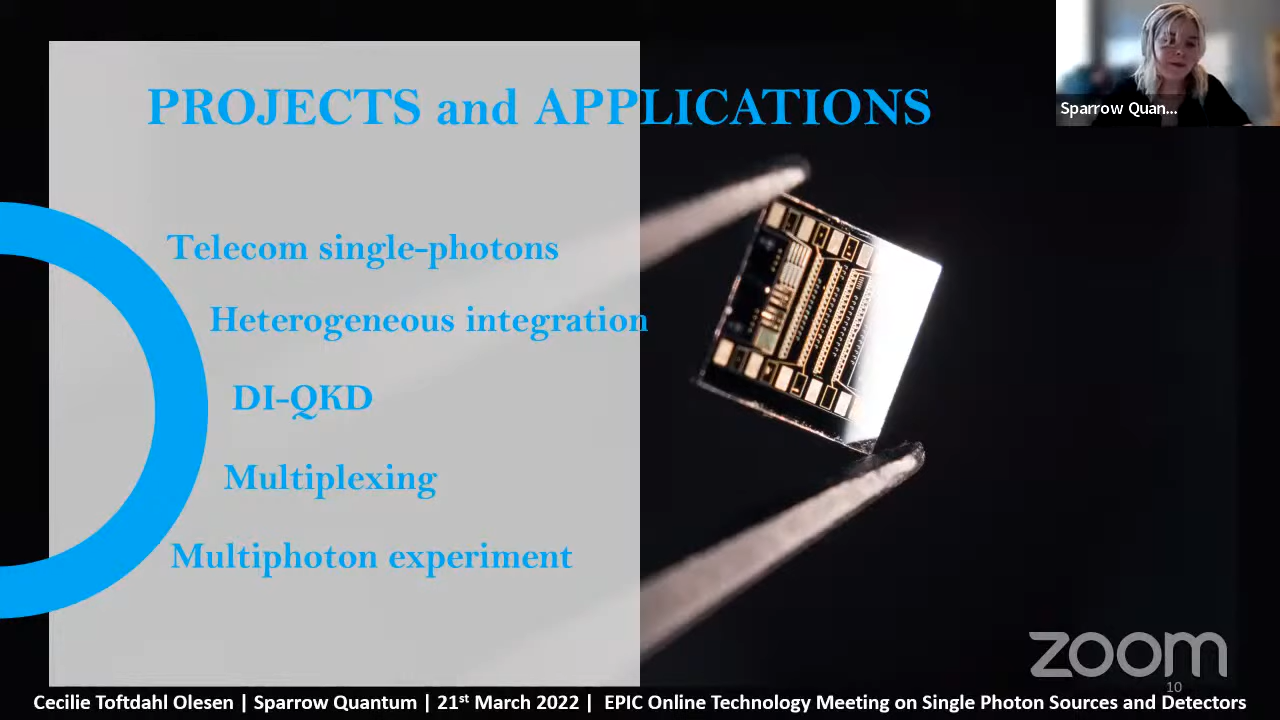 Sparrow Quan...
PROJECTS and APPLICATIONS
Telecom single-photons
Heterogeneous integration
DI-QKD
Multiplexing
Multiphoton experiment
zoom
10
Cecilie Toftdahl Olesen | Sparrow Quantum | 21st March 2022 | EPIC Online Technology Meeting on Single Photon Sources and Detectors